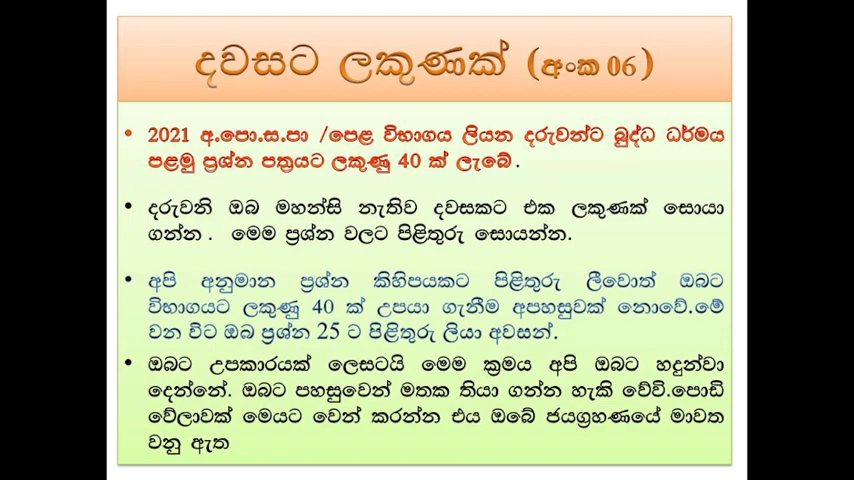 දවසට ලකුණක් (අංක 06)
• 2021 අ.පො.ස.පා /පෙළ විභාගය ලියන දරුවන්ට බුද්ධ ධර්මය
පළමු ප්‍රශ්න පත්‍රයට ලකුණු 40 ක් ලැබේ.
• දරුවනි ඔබ මහන්සි නැතිව දවසකට එක ලකුණක් සොයා
ගන්න. මෙම ප්‍රශ්න වලට පිළිතුරු සොයන්න.
• අපි අනුමාන ප්‍රශ්න කිහිපයකට පිළිතුරු ලීවොත් ඔබට
විභාගයට ලකුණු 40 ක් උපයා ගැනීම අපහසුවක් නොවේ.මේ
වන විට ඔබ ප්‍රශ්න 25 ට පිළිතුරු ලියා අවසන්.
• ඔබට උපකාරයක් ලෙසටයි මෙම ක්‍රමය අපි ඔබට හඳුන්වා
දෙන්නේ. ඔබට පහසුවෙන් මතක තියා ගන්න හැකි වේවි.පොඩි
වේලාවක් මෙයට වෙන් කරන්න එය ඔබේ ජයග්‍රහණයේ මාවත
වනු ඇත